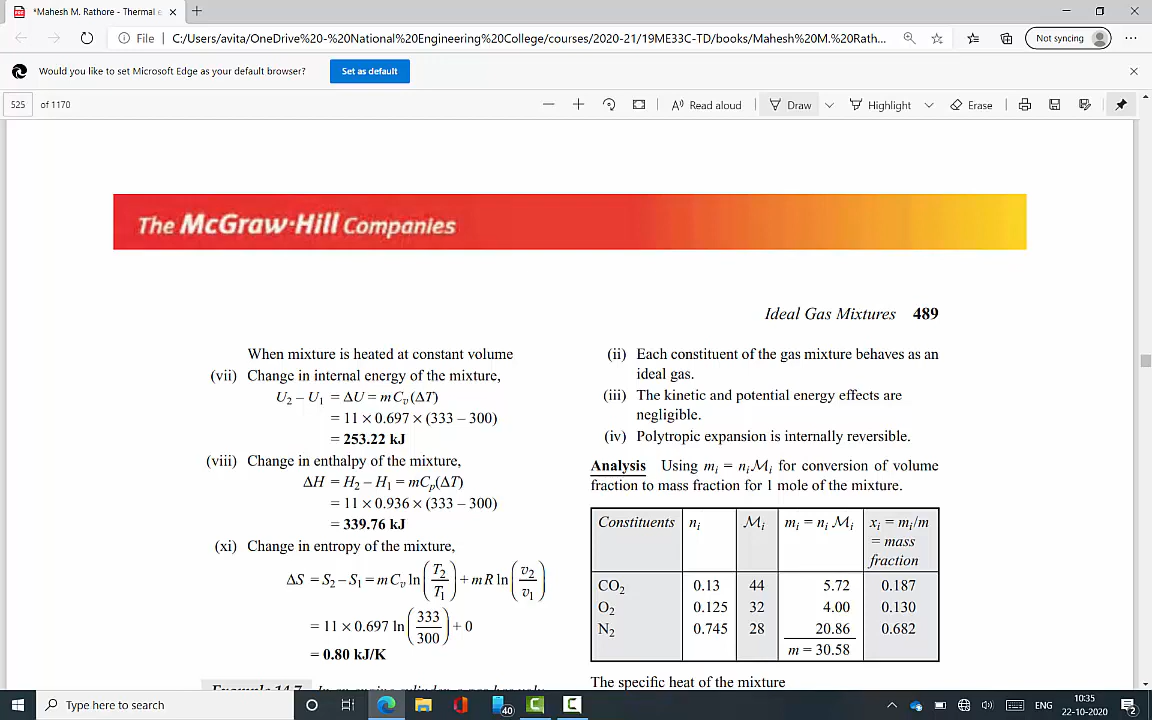 *Mahesh M. Rathore - Thermal e
File
C:/Users/avita/OneDrive%20-%20National%20Engineering%20College/courses/2020-21/19ME33C-TD/books/Mahesh%20M.%20Rath...
Not syncing
Would you like to set Microsoft Edge as your default browser?
Set as default
525 of 1170
Read aloud
Draw
Highlight
Erase
The McGraw·Hill Companies
Ideal Gas Mixtures 489
When mixture is heated at constant volume
(vii) Change in internal energy of the mixture,
U₂ – U₁ = ΔU = m Cᵥ (ΔT)
= 11 × 0.697 × (333 – 300)
= 253.22 kJ
(viii) Change in enthalpy of the mixture,
ΔH = H₂ – H₁ = mCₚ(ΔT)
= 11 × 0.936 × (333 – 300)
= 339.76 kJ
(xi) Change in entropy of the mixture,
ΔS = S₂ – S₁ = m Cᵥ ln (T₂/T₁) + m R ln (v₂/v₁)
= 11 × 0.697 ln (333/300) + 0
= 0.80 kJ/K
(ii) Each constituent of the gas mixture behaves as an
ideal gas.
(iii) The kinetic and potential energy effects are
negligible.
(iv) Polytropic expansion is internally reversible.
Analysis Using mᵢ = nᵢMᵢ for conversion of volume
fraction to mass fraction for 1 mole of the mixture.
Constituents nᵢ Mᵢ mᵢ = nᵢ Mᵢ xᵢ = mᵢ/m
= mass
fraction
CO₂ 0.13 44 5.72 0.187
O₂ 0.125 32 4.00 0.130
N₂ 0.745 28 20.86 0.682
m = 30.58
The specific heat of the mixture
Type here to search
40
ENG
10:35
22-10-2020
2